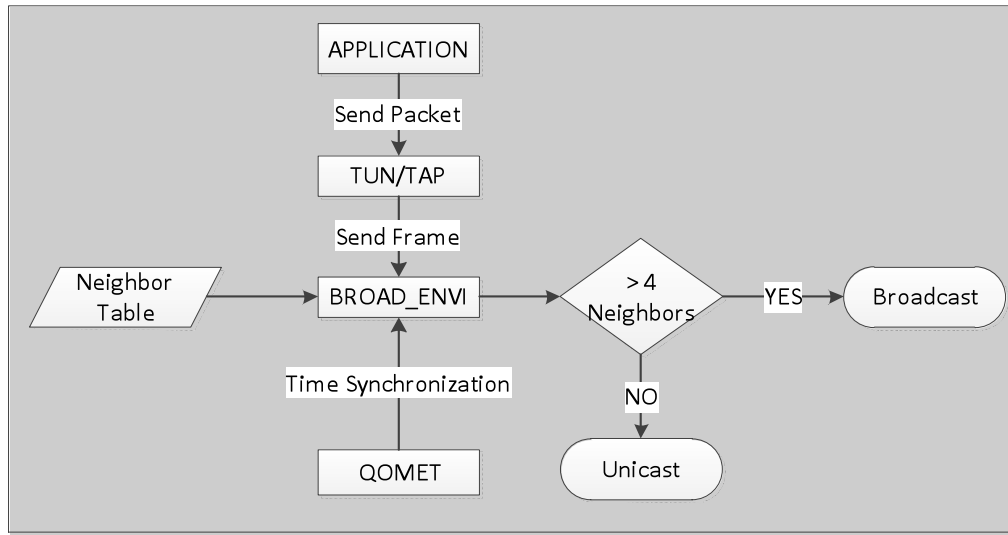 APPLICATION
Send Packet
TUN/TAP
Send Frame
Neighbor
Table
BROAD_ENVI
>4
Neighbors
YES
Broadcast
Time Synchronization
NO
QOMET
Unicast